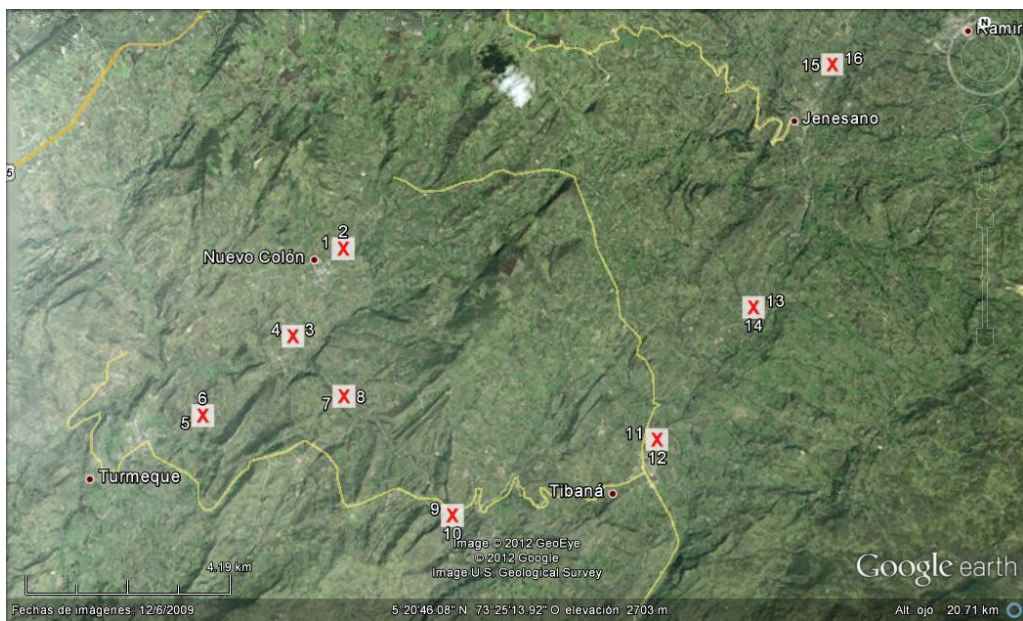 N
Ramir
15 X 16
Jenesano
5
2
1 X
Nuevo Colón
13
X
14
4 X 3
7 X 8
6
5 X
11 X
12
Turmeque
Tibaná
9 X
10
Image © 2012 GeoEye
© 2012 Google
Image U.S. Geological Survey
Google earth
4.19 km
Fechas de imágenes: 12/6/2009
5°20'46.08" N 73°25'13.92" O elevación 2703 m
Alt. ojo 20.71 km